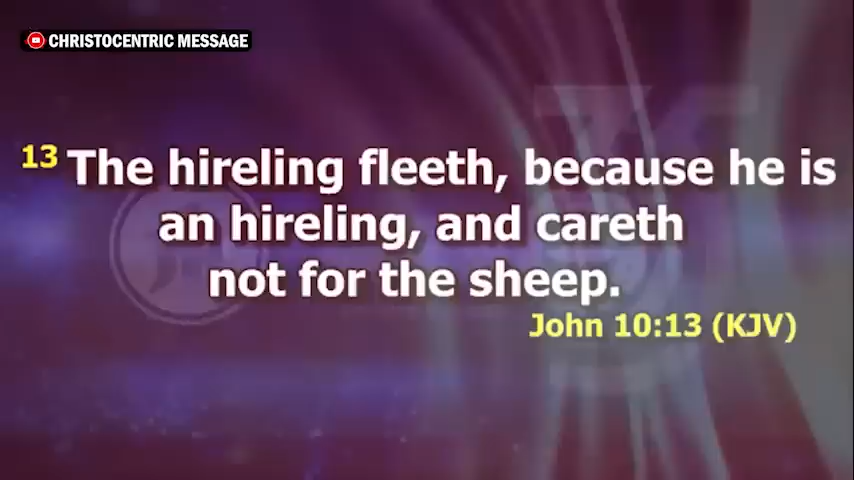 CHRISTOCENTRIC MESSAGE
13 The hireling fleeth, because he is
an hireling, and careth
not for the sheep.
John 10:13 (KJV)